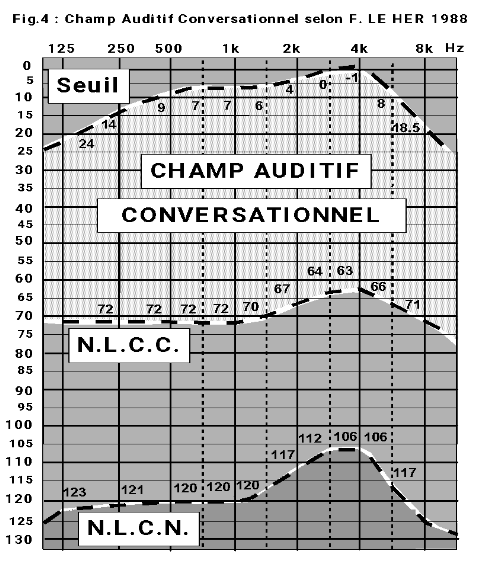 Fig.4 : Champ Auditif Conversationnel selon F. LE HER 1988
125 250 500 1k 2k 4k 8k Hz
0
5
10
15
20
25
30
35
40
45
50
55
60
65
70
75
80
85
90
95
100
105
110
115
120
125
130
Seuil
24 14 9 7 7 6 4 0 -1 8 18.5
CHAMP AUDITIF
CONVERSATIONNEL
72 72 72 72 70 67 64 63 66 71
N.L.C.C.
123 121 120 120 120 117 112 106 106 117
N.L.C.N.